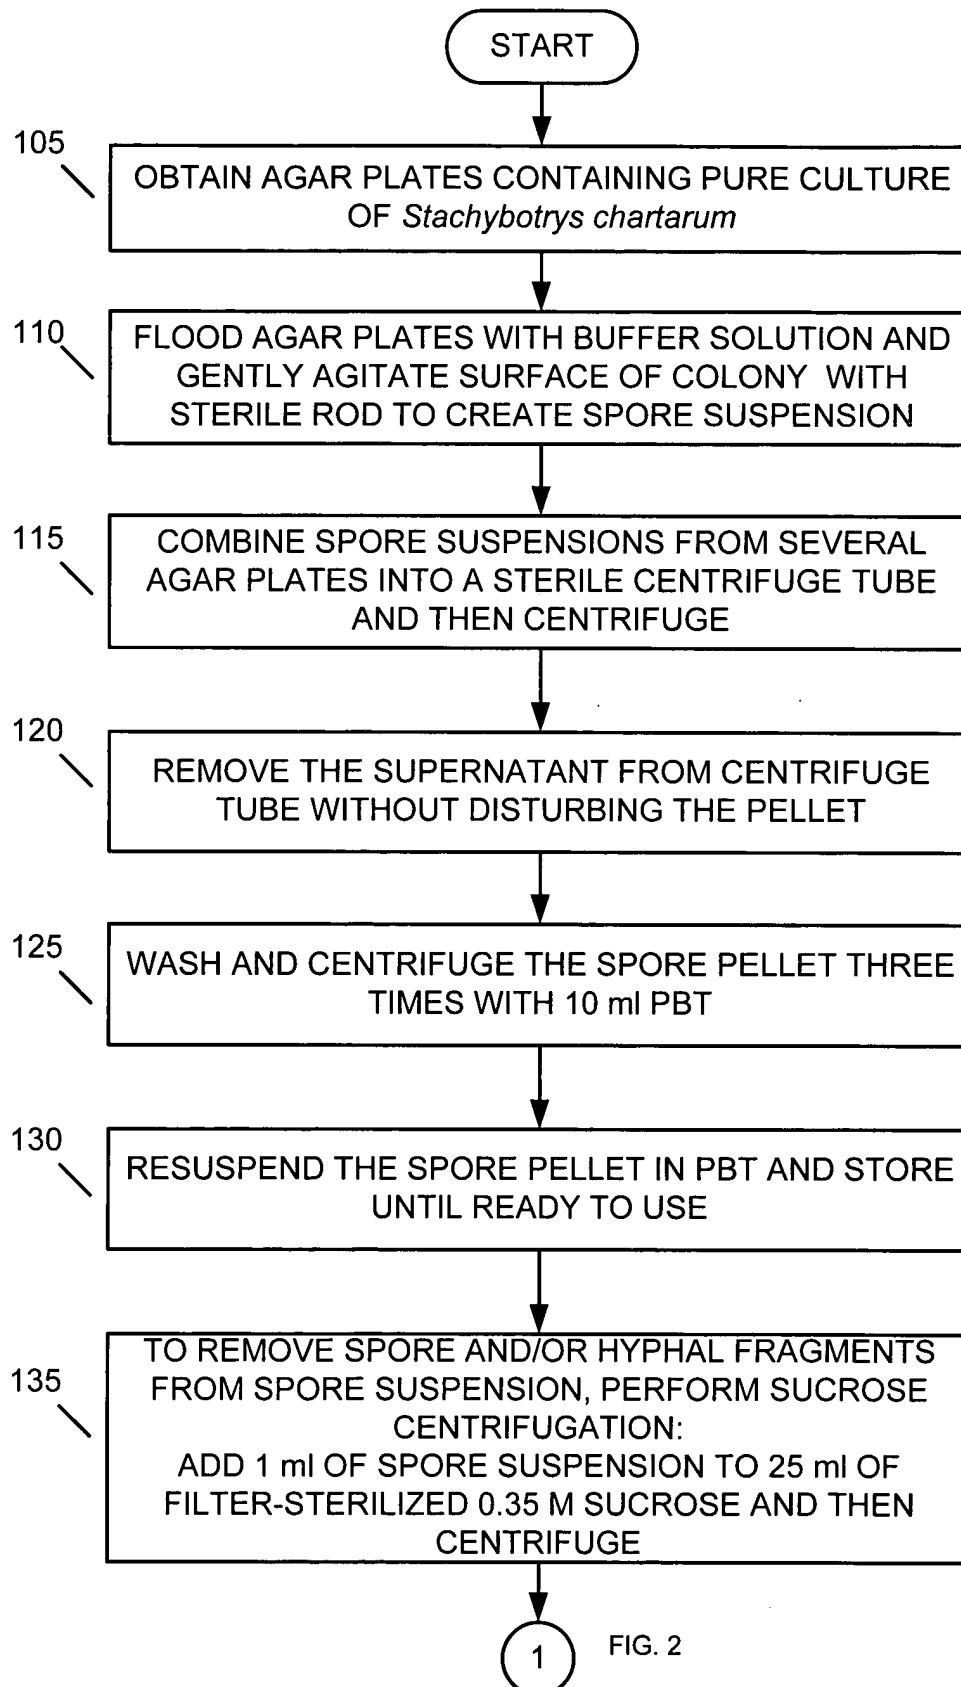 START
105
OBTAIN AGAR PLATES CONTAINING PURE CULTURE
OF Stachybotrys chartarum
110
FLOOD AGAR PLATES WITH BUFFER SOLUTION AND
GENTLY AGITATE SURFACE OF COLONY WITH
STERILE ROD TO CREATE SPORE SUSPENSION
115
COMBINE SPORE SUSPENSIONS FROM SEVERAL
AGAR PLATES INTO A STERILE CENTRIFUGE TUBE
AND THEN CENTRIFUGE
120
REMOVE THE SUPERNATANT FROM CENTRIFUGE
TUBE WITHOUT DISTURBING THE PELLET
125
WASH AND CENTRIFUGE THE SPORE PELLET THREE
TIMES WITH 10 ml PBT
130
RESUSPEND THE SPORE PELLET IN PBT AND STORE
UNTIL READY TO USE
135
TO REMOVE SPORE AND/OR HYPHAL FRAGMENTS
FROM SPORE SUSPENSION, PERFORM SUCROSE
CENTRIFUGATION:
ADD 1 ml OF SPORE SUSPENSION TO 25 ml OF
FILTER-STERILIZED 0.35 M SUCROSE AND THEN
CENTRIFUGE
1
FIG. 2